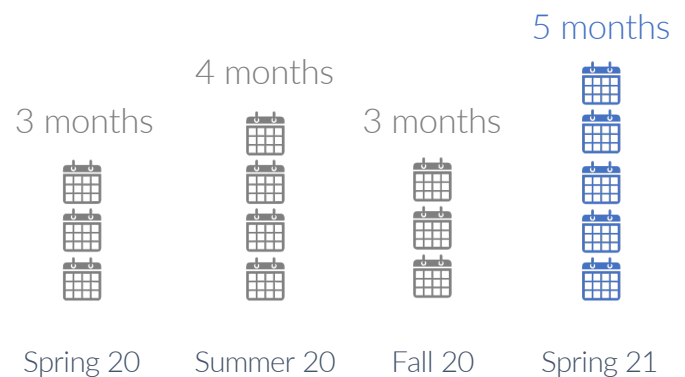 5 months
4 months
3 months
3 months
Spring 20
Summer 20
Fall 20
Spring 21